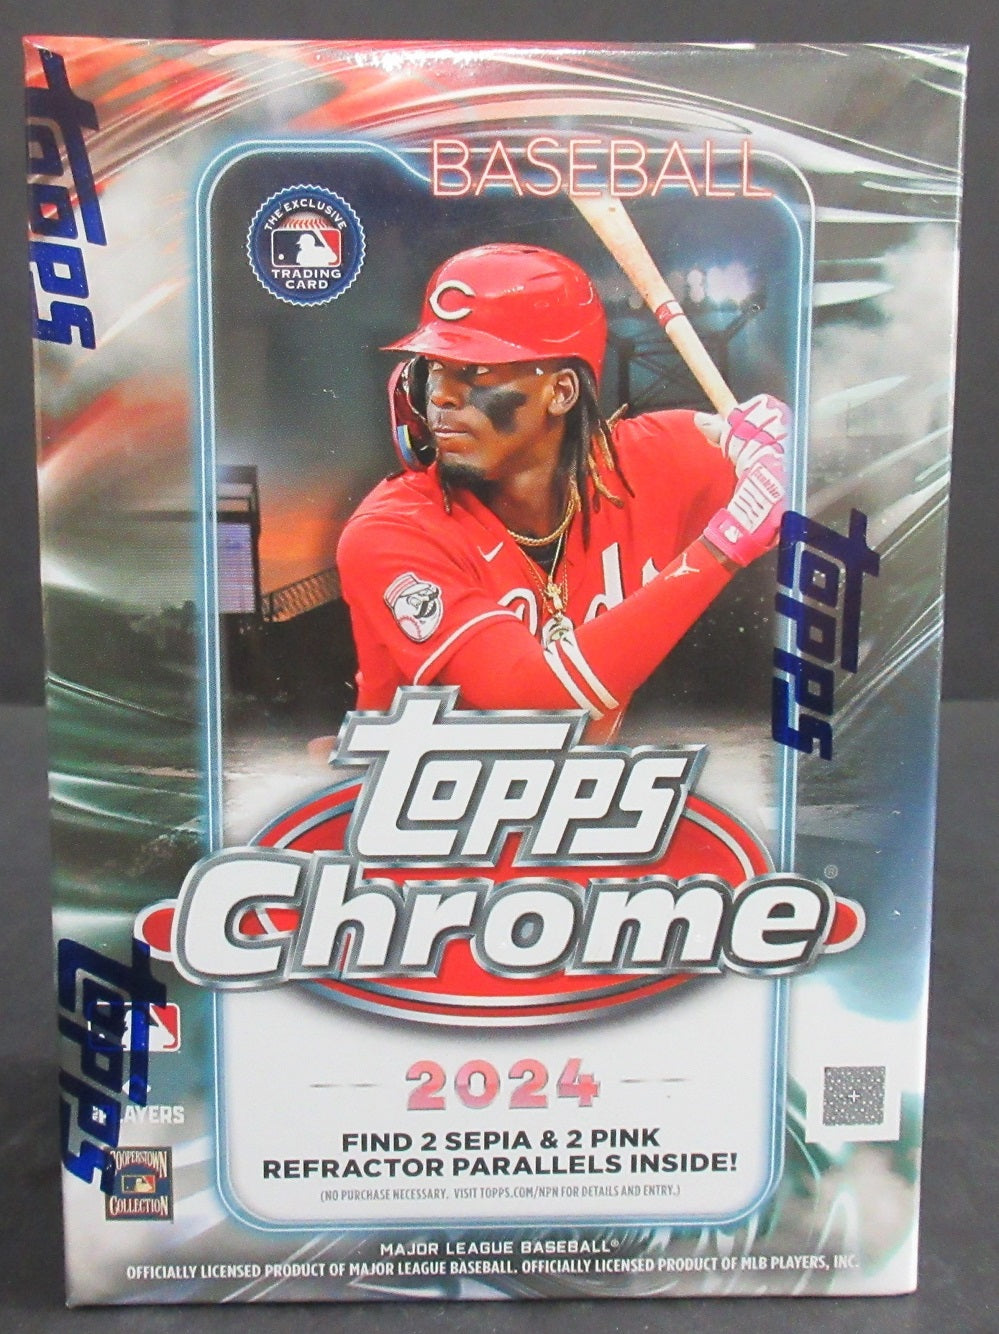 BASEBALL
THE EXCLUSIVE
TRADING
CARD
topps
C
Franklin
topps
topps
Chrome
®
topps
2024
PLAYERS
FIND 2 SEPIA & 2 PINK
REFRACTOR PARALLELS INSIDE!
(NO PURCHASE NECESSARY. VISIT TOPPS.COM/NPN FOR DETAILS AND ENTRY.)
COOPERSTOWN
COLLECTION
MAJOR LEAGUE BASEBALL®
OFFICIALLY LICENSED PRODUCT OF MAJOR LEAGUE BASEBALL. OFFICIALLY LICENSED PRODUCT OF MLB PLAYERS, INC.